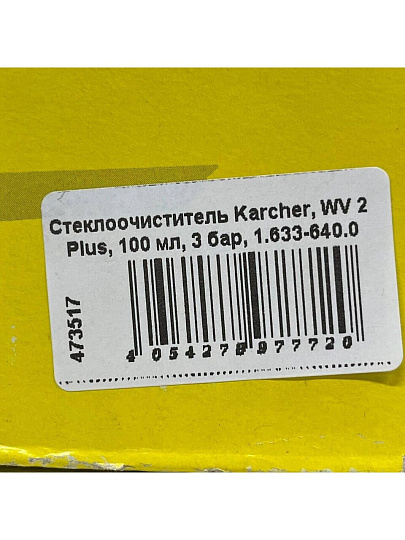 Стеклоочиститель Karcher, WV 2
Plus, 100 мл, 3 бар, 1.633-640.0
473517
4 054278 977720